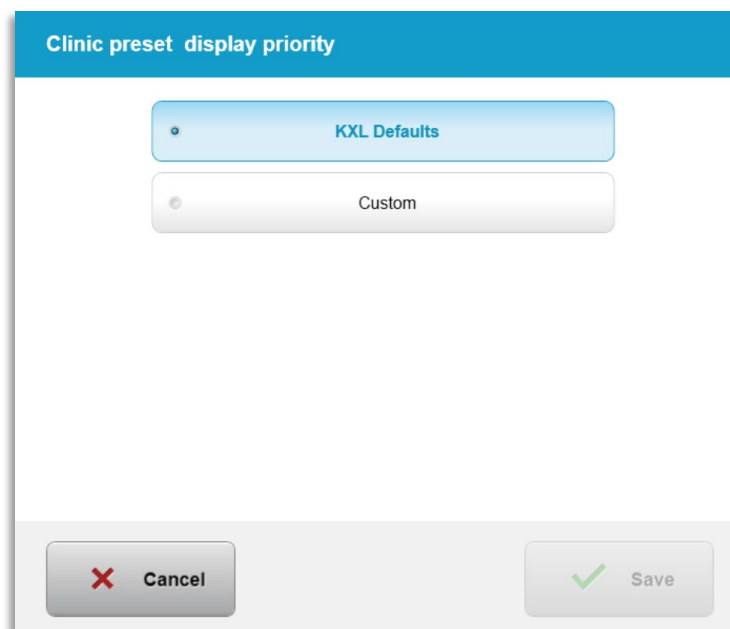 Clinic preset display priority
KXL Defaults
Custom
Cancel
Save